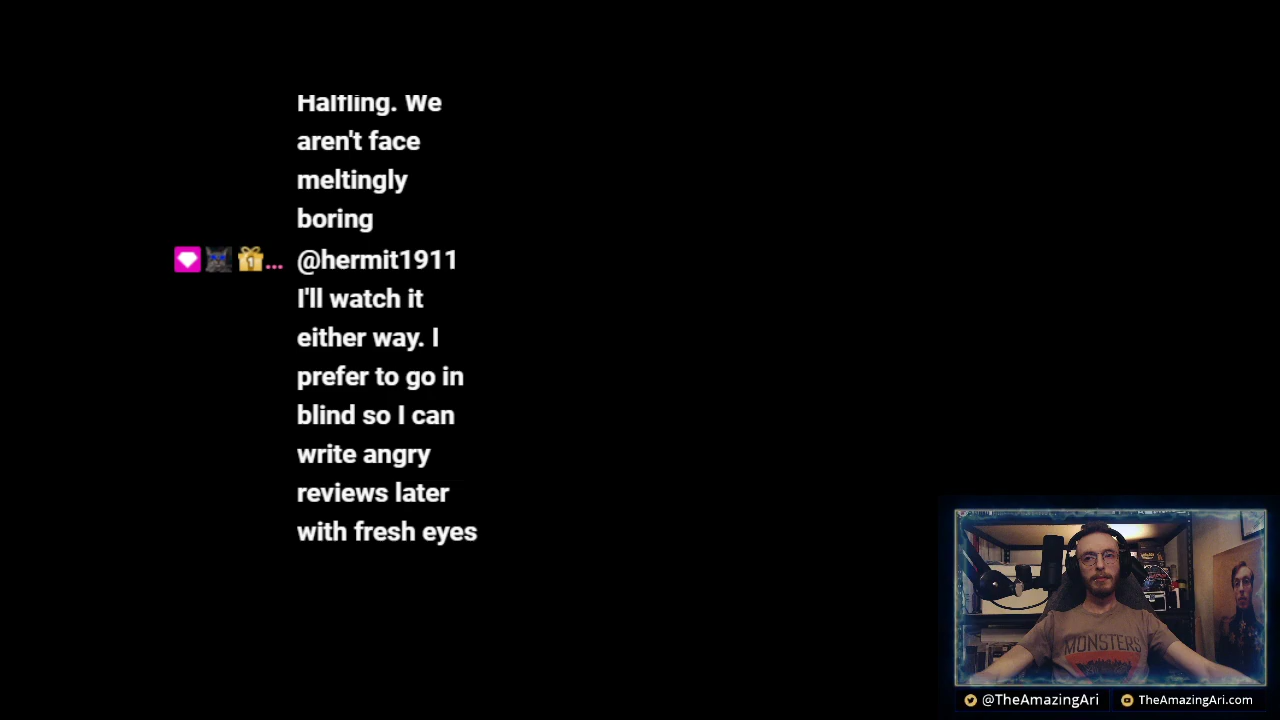 Halfling. We
aren't face
meltingly
boring
... @hermit1911
I'll watch it
either way. I
prefer to go in
blind so I can
write angry
reviews later
with fresh eyes
MONSTERS
@TheAmazingAri
TheAmazingAri.com